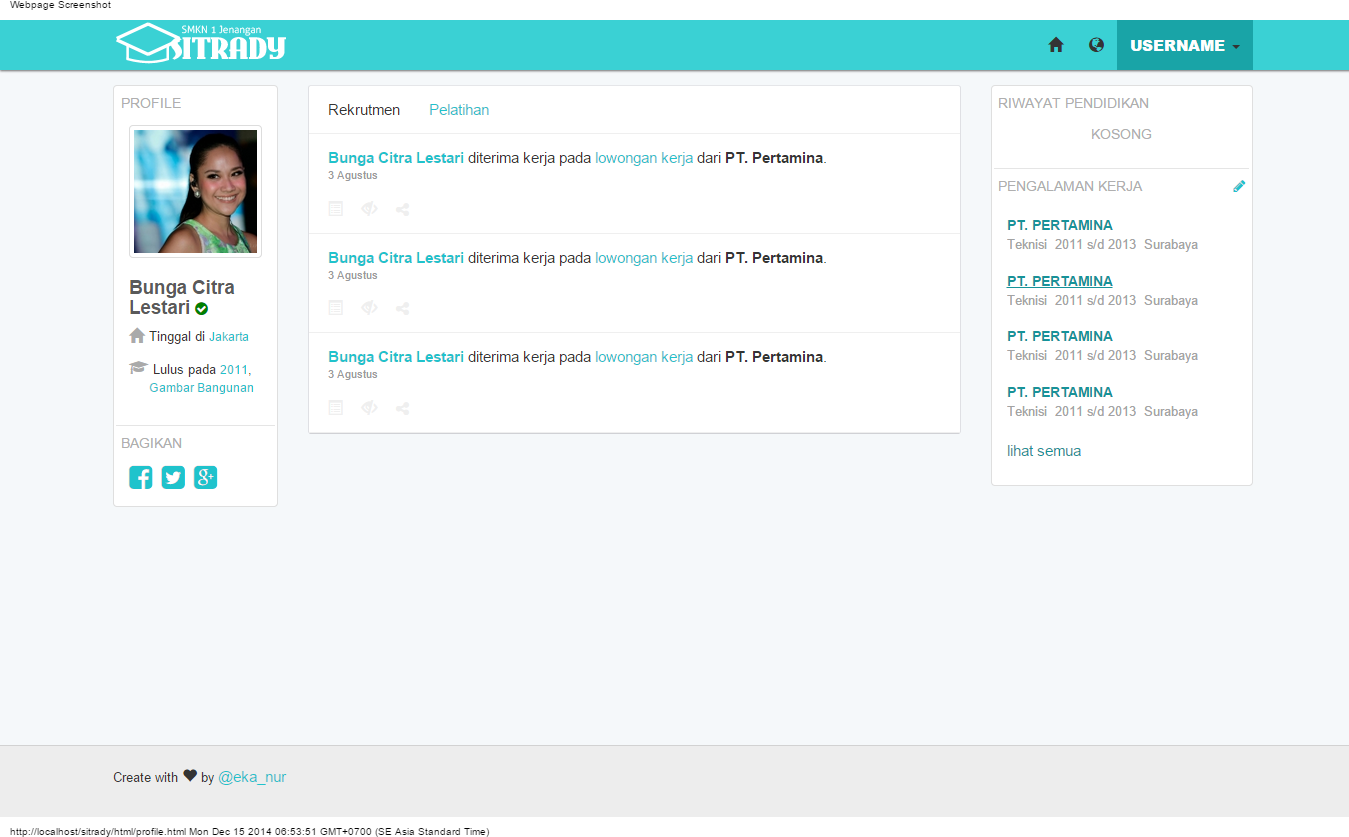 Webpage Screenshot
SMKN 1 Jenangan
SITRADY
USERNAME
PROFILE
Bunga Citra
Lestari
Tinggal di Jakarta
Lulus pada 2011,
Gambar Bangunan
BAGIKAN
Rekrutmen Pelatihan
Bunga Citra Lestari diterima kerja pada lowongan kerja dari PT. Pertamina.
3 Agustus
Bunga Citra Lestari diterima kerja pada lowongan kerja dari PT. Pertamina.
3 Agustus
Bunga Citra Lestari diterima kerja pada lowongan kerja dari PT. Pertamina.
3 Agustus
RIWAYAT PENDIDIKAN
KOSONG
PENGALAMAN KERJA
PT. PERTAMINA
Teknisi 2011 s/d 2013 Surabaya
PT. PERTAMINA
Teknisi 2011 s/d 2013 Surabaya
PT. PERTAMINA
Teknisi 2011 s/d 2013 Surabaya
PT. PERTAMINA
Teknisi 2011 s/d 2013 Surabaya
lihat semua
Create with ♥ by @eka_nur
http://localhost/sitrady/html/profile.html Mon Dec 15 2014 06:53:51 GMT+0700 (SE Asia Standard Time)